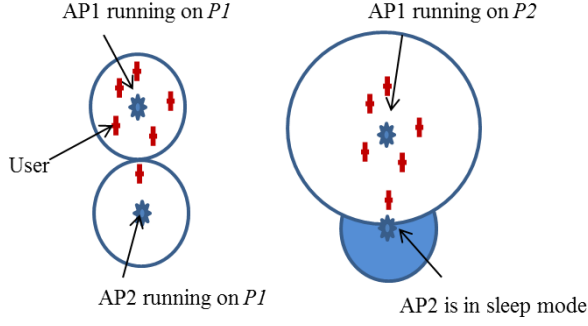 AP1 running on P1
AP1 running on P2
User
AP2 running on P1
AP2 is in sleep mode